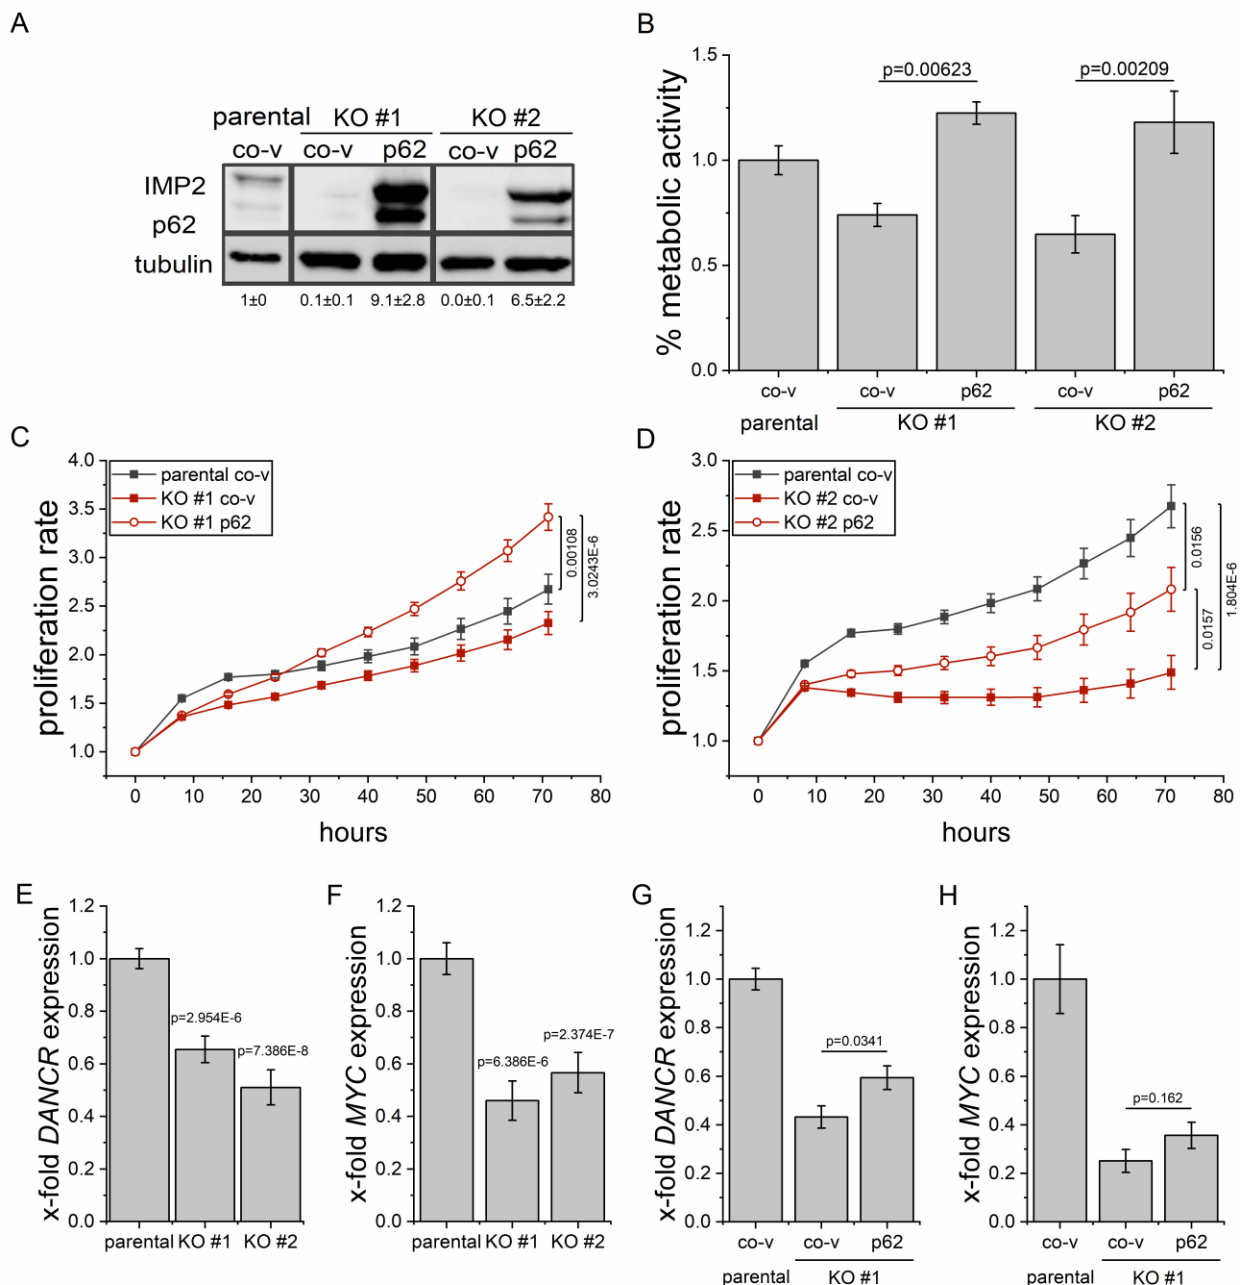 A
parental KO #1 KO #2
co-v co-v p62 co-v p62
IMP2
p62
tubulin
1±0 0.1±0.1 9.1±2.8 0.0±0.1 6.5±2.2
B
% metabolic activity
1.5
1.0
0.5
0.0
p=0.00623
p=0.00209
co-v co-v p62 co-v p62
parental KO #1 KO #2
C
proliferation rate
4.0
3.5
3.0
2.5
2.0
1.5
1.0
parental co-v
KO #1 co-v
KO #1 p62
0.00108
3.0243E-6
0 10 20 30 40 50 60 70 80
hours
D
proliferation rate
3.0
2.5
2.0
1.5
1.0
parental co-v
KO #2 co-v
KO #2 p62
0.0156
0.0157
1.804E-6
0 10 20 30 40 50 60 70 80
hours
E
x-fold DANCR expression
1.2
1.0
0.8
0.6
0.4
0.2
0.0
p=2.954E-6
p=7.386E-8
parental KO #1 KO #2
F
x-fold MYC expression
1.2
1.0
0.8
0.6
0.4
0.2
0.0
p=6.386E-6
p=2.374E-7
parental KO #1 KO #2
G
x-fold DANCR expression
1.2
1.0
0.8
0.6
0.4
0.2
0.0
p=0.0341
co-v co-v p62
parental KO #1
H
x-fold MYC expression
1.2
1.0
0.8
0.6
0.4
0.2
0.0
p=0.162
co-v co-v p62
parental KO #1